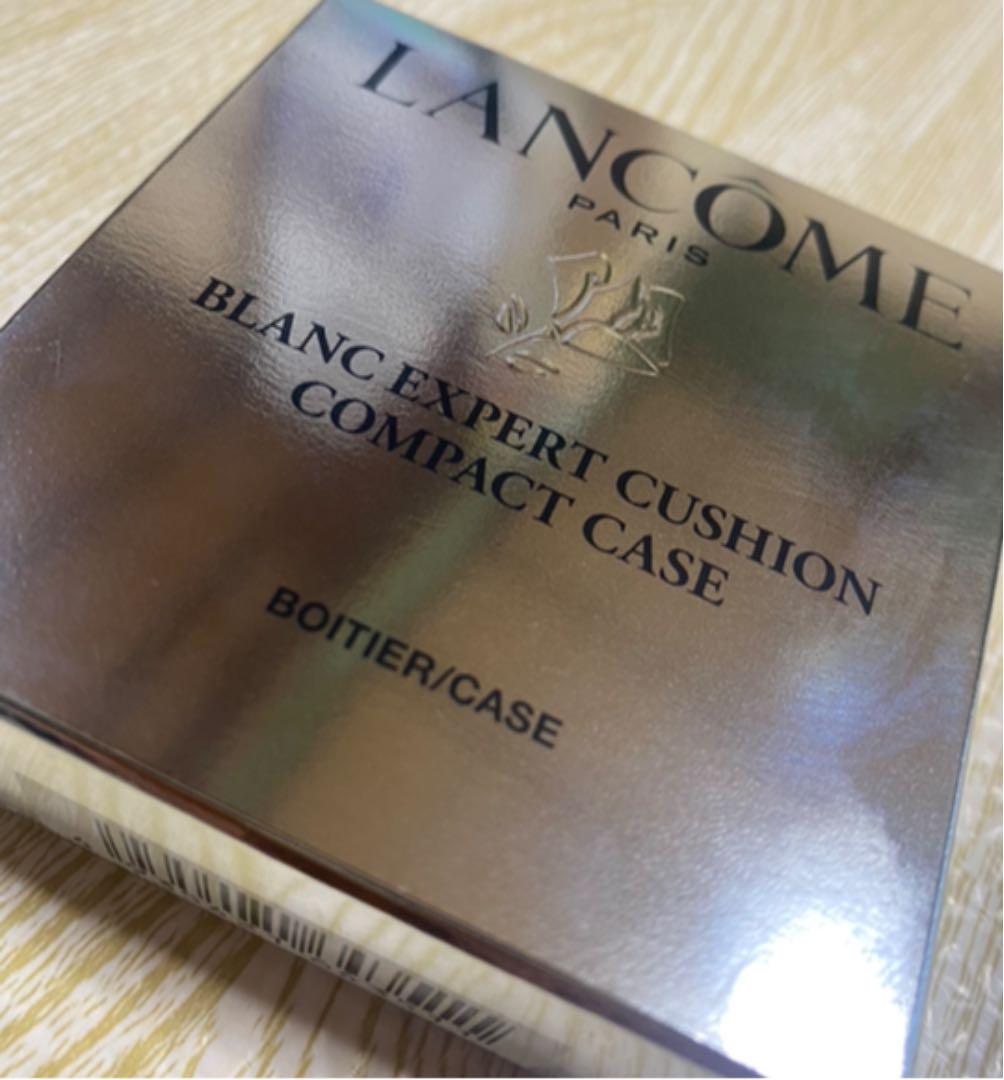 LANCÔME
PARIS
BLANC EXPERT CUSHION
COMPACT CASE
BOITIER/CASE